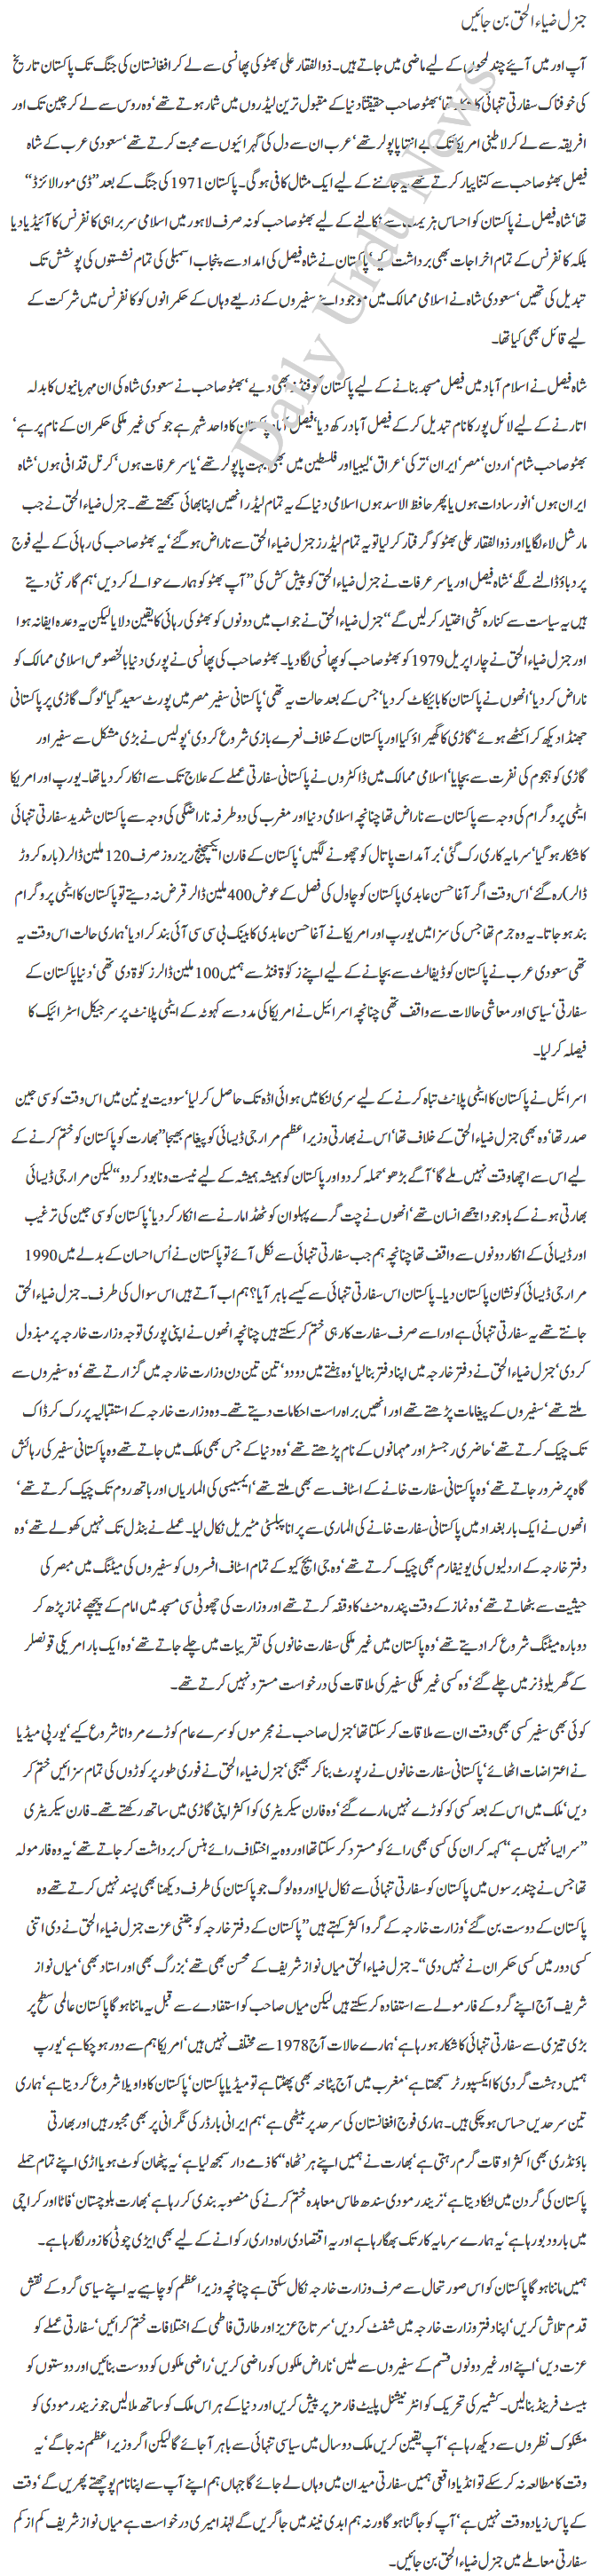 جنرل ضیاء الحق بن جائیں
آپ اور میں آیئے چند لمحوں کے لیے ماضی میں جاتے ہیں۔ ذوالفقار علی بھٹو کی پھانسی سے لے کر افغانستان کی جنگ تک پاکستان تاریخ
کی خوفناک سفارتی تنہائی کا شکار تھا‘ بھٹو صاحب حقیقتاً دنیا کے مقبول ترین لیڈروں میں شمار ہوتے تھے‘ وہ روس سے لے کر چین تک اور
افریقہ سے لے کر لاطینی امریکا تک بے انتہا پاپولر تھے‘ عرب ان سے دل کی گہرائیوں سے محبت کرتے تھے‘ سعودی عرب کے شاہ
فیصل بھٹو صاحب سے کتنا پیار کرتے تھے یہ جاننے کے لیے ایک مثال کافی ہو گی۔ پاکستان 1971 کی جنگ کے بعد ’’ڈی مورالائزڈ‘‘
تھا‘ شاہ فیصل نے پاکستان کو احساس ہزیمت سے نکالنے کے لیے بھٹو صاحب کو نہ صرف لاہور میں اسلامی سربراہی کانفرنس کا آئیڈیا دیا
بلکہ کانفرنس کے تمام اخراجات بھی برداشت کیے‘ پاکستان نے شاہ فیصل کی امداد سے پنجاب اسمبلی کی تمام نشستوں کی پوشش تک
تبدیل کی تھیں‘ سعودی شاہ نے اسلامی ممالک میں موجود اپنے سفیروں کے ذریعے وہاں کے حکمرانوں کو کانفرنس میں شرکت کے
لیے قائل بھی کیا تھا۔
شاہ فیصل نے اسلام آباد میں فیصل مسجد بنانے کے لیے پاکستان کو فنڈز بھی دیے‘ بھٹو صاحب نے سعودی شاہ کی ان مہربانیوں کا بدلہ
اتارنے کے لیے لائل پور کا نام تبدیل کر کے فیصل آباد رکھ دیا‘ فیصل آباد پاکستان کا واحد شہر ہے جو کسی غیر ملکی حکمران کے نام پر ہے‘
بھٹو صاحب شام‘ اردن‘ مصر‘ ایران‘ ترکی‘ عراق‘ لیبیا اور فلسطین میں بھی بہت پاپولر تھے‘ یاسر عرفات ہوں‘ کرنل قذافی ہوں‘ شاہ
ایران ہوں‘ انور سادات ہوں یا پھر حافظ الاسد ہوں اسلامی دنیا کے یہ تمام لیڈر انھیں اپنا بھائی سمجھتے تھے۔ جنرل ضیاء الحق نے جب
مارشل لاء لگایا اور ذوالفقار علی بھٹو کو گرفتار کر لیا تو یہ تمام لیڈرز جنرل ضیاء الحق سے ناراض ہو گئے‘ یہ بھٹو صاحب کی رہائی کے لیے فوج
پر دباؤ ڈالنے لگے‘ شاہ فیصل اور یاسر عرفات نے جنرل ضیاء الحق کو پیش کش کی ’’آپ بھٹو کو ہمارے حوالے کر دیں‘ ہم گارنٹی دیتے
ہیں یہ سیاست سے کنارہ کشی اختیار کر لیں گے‘‘ جنرل ضیاء الحق نے جواب میں دونوں کو بھٹو کی رہائی کا یقین دلایا لیکن یہ وعدہ ایفا نہ ہوا
اور جنرل ضیاء الحق نے چار اپریل 1979 کو بھٹو صاحب کو پھانسی لگا دیا۔ بھٹو صاحب کی پھانسی نے پوری دنیا بالخصوص اسلامی ممالک کو
ناراض کر دیا‘ انھوں نے پاکستان کا بائیکاٹ کر دیا‘ جس کے بعد حالت یہ تھی‘ پاکستانی سفیر مصر میں پورٹ سعید گیا‘ لوگ گاڑی پر پاکستانی
جھنڈا دیکھ کر اکٹھے ہوئے‘ گاڑی کا گھیراؤ کیا اور پاکستان کے خلاف نعرے بازی شروع کر دی‘ پولیس نے بڑی مشکل سے سفیر اور
گاڑی کو ہجوم کی نفرت سے بچایا‘ اسلامی ممالک میں ڈاکٹروں نے پاکستانی سفارتی عملے کے علاج تک سے انکار کر دیا تھا۔ یورپ اور امریکا
ایٹمی پروگرام کی وجہ سے پاکستان سے ناراض تھا چنانچہ اسلامی دنیا اور مغرب کی دو طرفہ ناراضگی کی وجہ سے پاکستان شدید سفارتی تنہائی
کا شکار ہو گیا‘ سرمایہ کاری رک گئی‘ برآمدات پاتال کو چھونے لگیں‘ پاکستان کے فارن ایکسچینج ریزروز صرف 120 ملین ڈالر (بارہ کروڑ
ڈالر) رہ گئے‘ اس وقت اگر آغا حسن عابدی پاکستان کو چاول کی فصل کے عوض 400 ملین ڈالر قرض نہ دیتے تو پاکستان کا ایٹمی پروگرام
بند ہو جاتا۔ یہ وہ جرم تھا جس کی سزا میں یورپ اور امریکا نے آغا حسن عابدی کا بینک بی سی سی آئی بند کرا دیا‘ ہماری حالت اس وقت یہ
تھی سعودی عرب نے پاکستان کو ڈیفالٹ سے بچانے کے لیے اپنے زکوٰۃ فنڈ سے ہمیں 100 ملین ڈالرز زکوٰۃ دی تھی‘ دنیا پاکستان کے
سفارتی‘ سیاسی اور معاشی حالات سے واقف تھی چنانچہ اسرائیل نے امریکا کی مدد سے کہوٹہ کے ایٹمی پلانٹ پر سرجیکل اسٹرائیک کا
فیصلہ کر لیا۔
اسرائیل نے پاکستان کا ایٹمی پلانٹ تباہ کرنے کے لیے سری لنکا میں ہوائی اڈہ تک حاصل کر لیا‘ سوویت یونین میں اس وقت کوسی جین
صدر تھا‘ وہ بھی جنرل ضیاء الحق کے خلاف تھا‘ اس نے بھارتی وزیراعظم مرار جی ڈیسائی کو پیغام بھیجا ’’بھارت کو پاکستان کو ختم کرنے کے
لیے اس سے اچھا وقت نہیں ملے گا‘ آگے بڑھو‘ حملہ کر دو اور پاکستان کو ہمیشہ ہمیشہ کے لیے نیست و نابود کر دو‘‘ لیکن مرار جی ڈیسائی
بھارتی ہونے کے باوجود اچھے انسان تھے‘ انھوں نے چت گرے پہلوان کو ٹھڈا مارنے سے انکار کر دیا‘ پاکستان کوسی جین کی ترغیب
اور ڈیسائی کے انکار دونوں سے واقف تھا چنانچہ ہم جب سفارتی تنہائی سے نکل آئے تو پاکستان نے اُس احسان کے بدلے میں 1990
مرار جی ڈیسائی کو نشان پاکستان دیا۔ پاکستان اس سفارتی تنہائی سے کیسے باہر آیا؟ ہم اب آتے ہیں اس سوال کی طرف۔ جنرل ضیاء الحق
جانتے تھے یہ سفارتی تنہائی ہے اور اسے صرف سفارت کار ہی ختم کر سکتے ہیں چنانچہ انھوں نے اپنی پوری توجہ وزارت خارجہ پر مبذول
کر دی‘ جنرل ضیاء الحق نے دفتر خارجہ میں اپنا دفتر بنا لیا‘ وہ ہفتے میں دو دو‘ تین تین دن وزارت خارجہ میں گزارتے تھے‘ وہ سفیروں سے
ملتے تھے‘ سفیروں کے پیغامات پڑھتے تھے اور انھیں براہ راست احکامات دیتے تھے۔ وہ وزارت خارجہ کے استقبالیہ پر رک کر ڈاک
تک چیک کرتے تھے‘ حاضری رجسٹر اور مہمانوں کے نام پڑھتے تھے‘ وہ دنیا کے جس بھی ملک میں جاتے تھے وہ پاکستانی سفیر کی رہائش
گاہ پر ضرور جاتے تھے‘ وہ پاکستانی سفارت خانے کے اسٹاف سے بھی ملتے تھے‘ ایمبیسی کی الماریاں اور باتھ روم تک چیک کرتے تھے‘
انھوں نے ایک بار بغداد میں پاکستانی سفارت خانے کی الماری سے پرانا پبلسٹی مٹیریل نکال لیا۔ عملے نے بنڈل تک نہیں کھولے تھے‘ وہ
دفتر خارجہ کے اردلیوں کی یونیفارم بھی چیک کرتے تھے‘ وہ جی ایچ کیو کے تمام اسٹاف افسروں کو سفیروں کی میٹنگ میں مبصر کی
حیثیت سے بٹھاتے تھے‘ وہ نماز کے وقت پندرہ منٹ کا وقفہ کرتے تھے اور وزارت کی چھوٹی سی مسجد میں امام کے پیچھے نماز پڑھ کر
دوبارہ میٹنگ شروع کرا دیتے تھے‘ وہ پاکستان میں غیر ملکی سفارت خانوں کی تقریبات میں چلے جاتے تھے‘ وہ ایک بار امریکی قونصلر
کے گھر پلوڈنر میں چلے گئے‘ وہ کسی غیر ملکی سفیر کی ملاقات کی درخواست مسترد نہیں کرتے تھے۔
کوئی بھی سفیر کسی بھی وقت ان سے ملاقات کر سکتا تھا‘ جنرل صاحب نے مجرموں کو سرے عام کوڑے مروانا شروع کیے‘ یورپی میڈیا
نے اعتراضات اٹھائے‘ پاکستانی سفارت خانوں نے رپورٹ بنا کر بھیجی‘ جنرل ضیاء الحق نے فوری طور پر کوڑوں کی تمام سزائیں ختم کر
دیں‘ ملک میں اس کے بعد کسی کو کوڑے نہیں مارے گئے‘ وہ فارن سیکریٹری کو اکثر اپنی گاڑی میں ساتھ رکھتے تھے۔ فارن سیکریٹری
’’سر ایسا نہیں ہے‘‘ کہہ کر ان کی کسی بھی رائے کو مسترد کر سکتا تھا اور وہ یہ اختلاف رائے ہنس کر برداشت کر جاتے تھے‘ یہ وہ فارمولہ
تھا جس نے چند برسوں میں پاکستان کو سفارتی تنہائی سے نکال لیا اور وہ لوگ جو پاکستان کی طرف دیکھنا بھی پسند نہیں کرتے تھے وہ
پاکستان کے دوست بن گئے‘ وزارت خارجہ کے گرو اکثر کہتے ہیں ’’پاکستان کے دفتر خارجہ کو جتنی عزت جنرل ضیاء الحق نے دی اتنی
کسی دور میں کسی حکمران نے نہیں دی‘‘۔ جنرل ضیاء الحق میاں نواز شریف کے محسن بھی تھے‘ بزرگ بھی اور استاد بھی‘ میاں نواز
شریف آج اپنے گرو کے فارمولے سے استفادہ کر سکتے ہیں لیکن میاں صاحب کو استفادے سے قبل یہ ماننا ہو گا پاکستان عالمی سطح پر
بڑی تیزی سے سفارتی تنہائی کا شکار ہو رہا ہے‘ ہمارے حالات آج 1978 سے مختلف نہیں ہیں‘ امریکا ہم سے دور ہو چکا ہے‘ یورپ
ہمیں دہشت گردی کا ایکسپورٹر سمجھتا ہے‘ مغرب میں آج پٹاخہ بھی پھٹتا ہے تو میڈیا پاکستان‘ پاکستان کا واویلا شروع کر دیتا ہے‘ ہماری
تین سرحدیں حساس ہو چکی ہیں۔ ہماری فوج افغانستان کی سرحد پر بیٹھی ہے‘ ہم ایرانی بارڈر کی نگرانی پر بھی مجبور ہیں اور بھارتی
باؤنڈری بھی اکثر اوقات گرم رہتی ہے‘ بھارت نے ہمیں اپنے ہر ’’ٹھاہ‘‘ کا ذمے دار سمجھ لیا ہے‘ یہ پٹھان کوٹ ہو یا اڑی اپنے تمام حملے
پاکستان کی گردن میں لٹکا دیتا ہے‘ نریندر مودی سندھ طاس معاہدہ ختم کرنے کی منصوبہ بندی کر رہا ہے‘ بھارت بلوچستان‘ فاٹا اور کراچی
میں بارود بو رہا ہے‘ یہ ہمارے سرمایہ کار تک بھگا رہا ہے اور یہ اقتصادی راہ داری رکوانے کے لیے بھی ایڑی چوٹی کا زور لگا رہا ہے۔
ہمیں ماننا ہو گا پاکستان کو اس صورتحال سے صرف وزارت خارجہ نکال سکتی ہے چنانچہ وزیراعظم کو چاہیے یہ اپنے سیاسی گرو کے نقش
قدم تلاش کریں‘ اپنا دفتر وزارت خارجہ میں شفٹ کر دیں‘ سرتاج عزیز اور طارق فاطمی کے اختلافات ختم کرائیں‘ سفارتی عملے کو
عزت دیں‘ اپنے اور غیر دونوں قسم کے سفیروں سے ملیں‘ ناراض ملکوں کو راضی کریں‘ راضی ملکوں کو دوست بنائیں اور دوستوں کو
بیسٹ فرینڈ بنا لیں۔ کشمیر کی تحریک کو انٹرنیشنل پلیٹ فارمز پر پیش کریں اور دنیا کے ہر اس ملک کو ساتھ ملا لیں جو نریندر مودی کو
مشکوک نظروں سے دیکھ رہا ہے‘ آپ یقین کریں ملک دو سال میں سیاسی تنہائی سے باہر آ جائے گا لیکن اگر وزیراعظم نہ جاگے‘ یہ
وقت کا مطالعہ نہ کر سکے تو انڈیا واقعی ہمیں سفارتی میدان میں وہاں لے جائے گا جہاں ہم اپنے آپ سے اپنا نام پوچھتے پھریں گے‘ وقت
کے پاس زیادہ وقت نہیں ہے‘ آپ کو جاگنا ہو گا ورنہ ہم ابدی نیند میں جا گریں گے لہٰذا میری درخواست ہے میاں نواز شریف کم از کم
سفارتی معاملے میں جنرل ضیاء الحق بن جائیں۔
Daily Urdu News